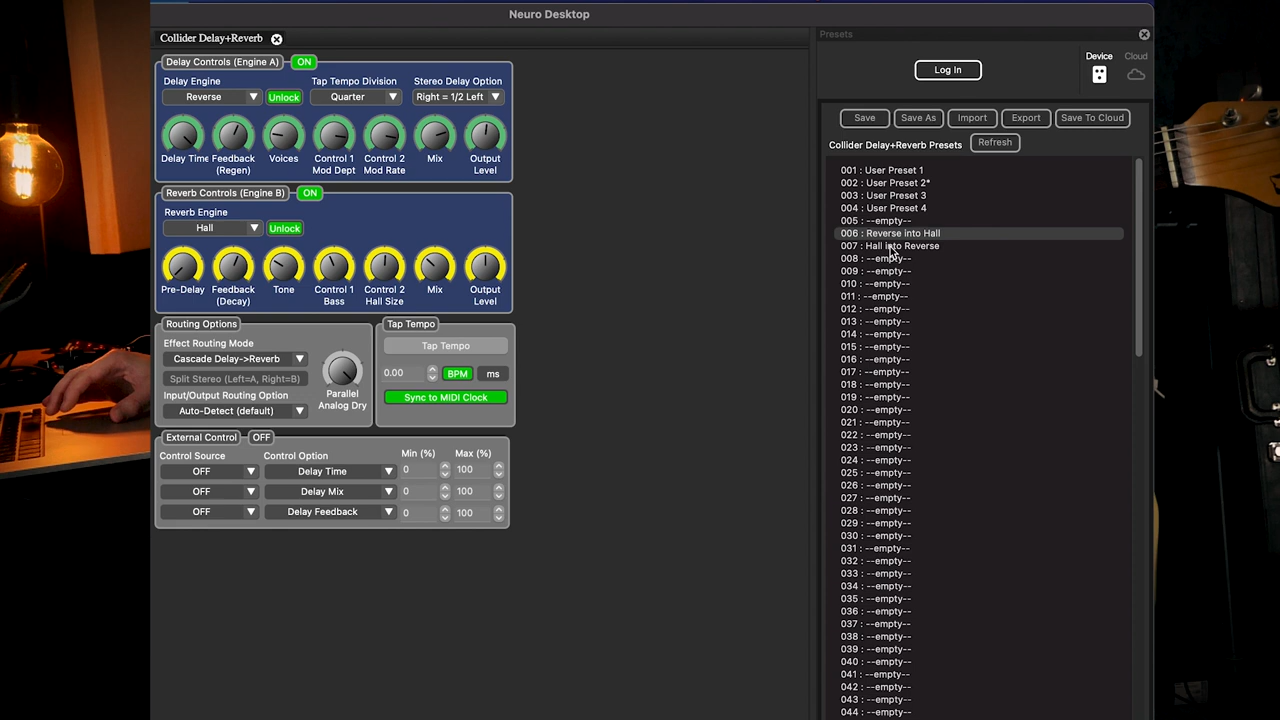 Neuro Desktop
Collider Delay+Reverb
Delay Controls (Engine A) ON
Delay Engine Tap Tempo Division Stereo Delay Option
Reverse Unlock Quarter Right = 1/2 Left
Delay Time Feedback (Regen) Voices Control 1 Mod Dept Control 2 Mod Rate Mix Output Level
Reverb Controls (Engine B) ON
Reverb Engine
Hall Unlock
Pre-Delay Feedback (Decay) Tone Control 1 Bass Control 2 Hall Size Mix Output Level
Routing Options
Effect Routing Mode
Cascade Delay->Reverb
Split Stereo (Left=A, Right=B)
Input/Output Routing Option
Auto-Detect (default)
Parallel
Analog Dry
Tap Tempo
Tap Tempo
0.00 BPM ms
Sync to MIDI Clock
External Control OFF
Control Source Control Option Min (%) Max (%)
OFF Delay Time 0 100
OFF Delay Mix 0 100
OFF Delay Feedback 0 100
Presets
Log In
Device Cloud
Save Save As Import Export Save To Cloud
Collider Delay+Reverb Presets Refresh
001 : User Preset 1
002 : User Preset 2*
003 : User Preset 3
004 : User Preset 4
005 : --empty--
006 : Reverse into Hall
007 : Hall into Reverse
008 : --empty--
009 : --empty--
010 : --empty--
011 : --empty--
012 : --empty--
013 : --empty--
014 : --empty--
015 : --empty--
016 : --empty--
017 : --empty--
018 : --empty--
019 : --empty--
020 : --empty--
021 : --empty--
022 : --empty--
023 : --empty--
024 : --empty--
025 : --empty--
026 : --empty--
027 : --empty--
028 : --empty--
029 : --empty--
030 : --empty--
031 : --empty--
032 : --empty--
033 : --empty--
034 : --empty--
035 : --empty--
036 : --empty--
037 : --empty--
038 : --empty--
039 : --empty--
040 : --empty--
041 : --empty--
042 : --empty--
043 : --empty--
044 : --empty--